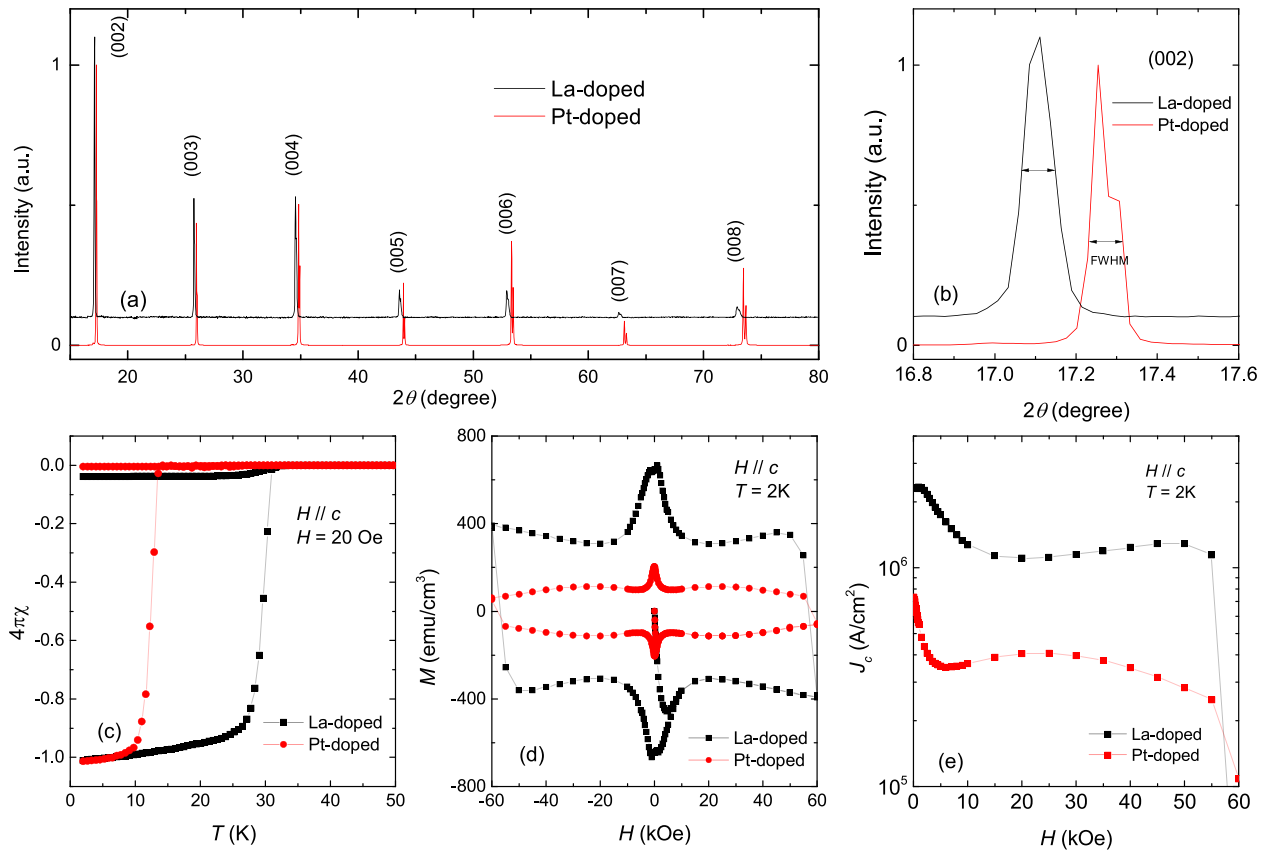 (002)
(003)
(004)
(005)
(006)
(007)
(008)
La-doped
Pt-doped
(a)
1
0
Intensity (a.u.)
20 30 40 50 60 70 80
2θ (degree)
(002)
La-doped
Pt-doped
FWHM
(b)
1
0
Intensity (a.u.)
16.8 17.0 17.2 17.4 17.6
2θ (degree)
0.0
-0.2
-0.4
-0.6
-0.8
-1.0
4πχ
H // c
H = 20 Oe
(c)
La-doped
Pt-doped
0 10 20 30 40 50
T (K)
800
400
0
-400
-800
M (emu/cm³)
H // c
T = 2K
(d)
La-doped
Pt-doped
-60 -40 -20 0 20 40 60
H (kOe)
10⁶
10⁵
J_c (A/cm²)
H // c
T = 2K
La-doped
Pt-doped
(e)
0 10 20 30 40 50 60
H (kOe)